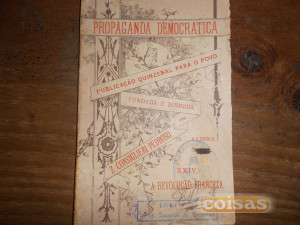 PROPAGANDA DEMOCRATICA
PUBLICAÇÃO QUINZENAL PARA O POVO
FUNDADA E DIRIGIDA
Z. CONSIGLIERI PEDROSO
XXIV
A REVOLUÇÃO FRANCEZA
coisas